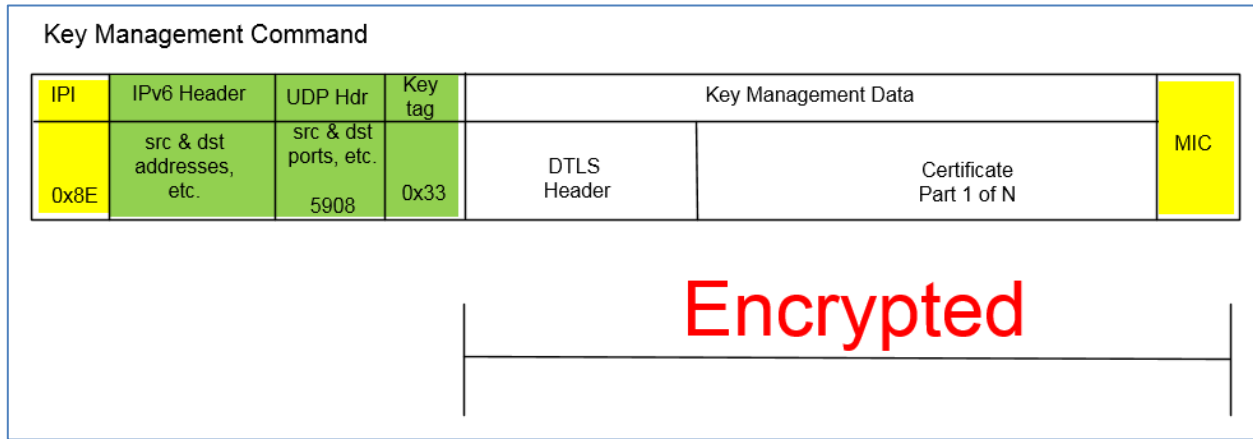 Key Management Command
IPI
IPv6 Header
UDP Hdr
Key
tag
Key Management Data
MIC
0x8E
src & dst
addresses,
etc.
src & dst
ports, etc.
5908
0x33
DTLS
Header
Certificate
Part 1 of N
Encrypted